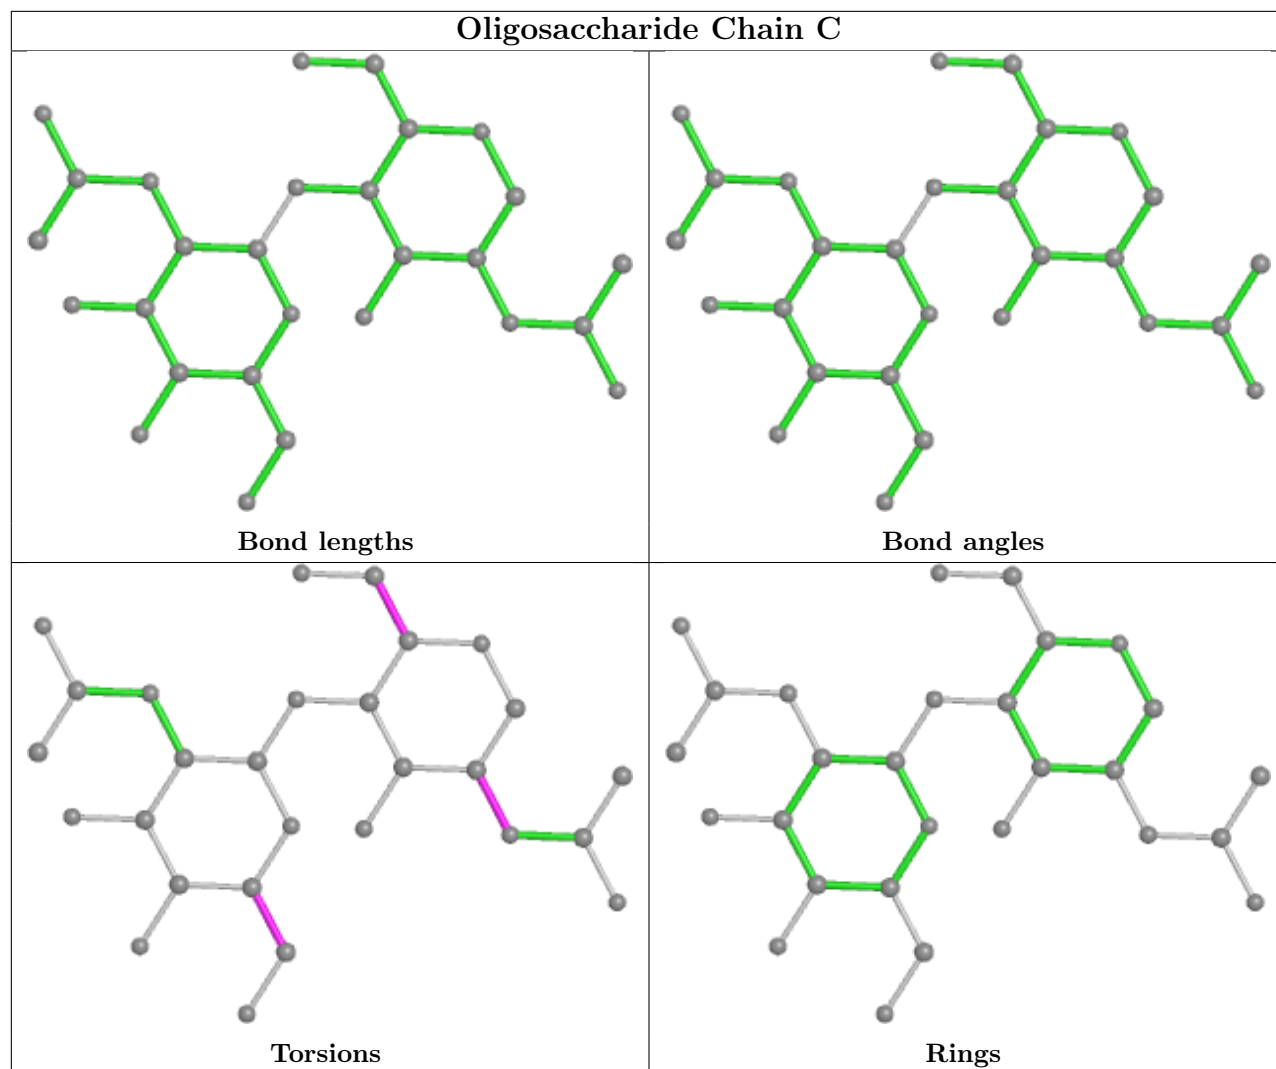 Oligosaccharide Chain C
Bond lengths
Bond angles
Torsions
Rings